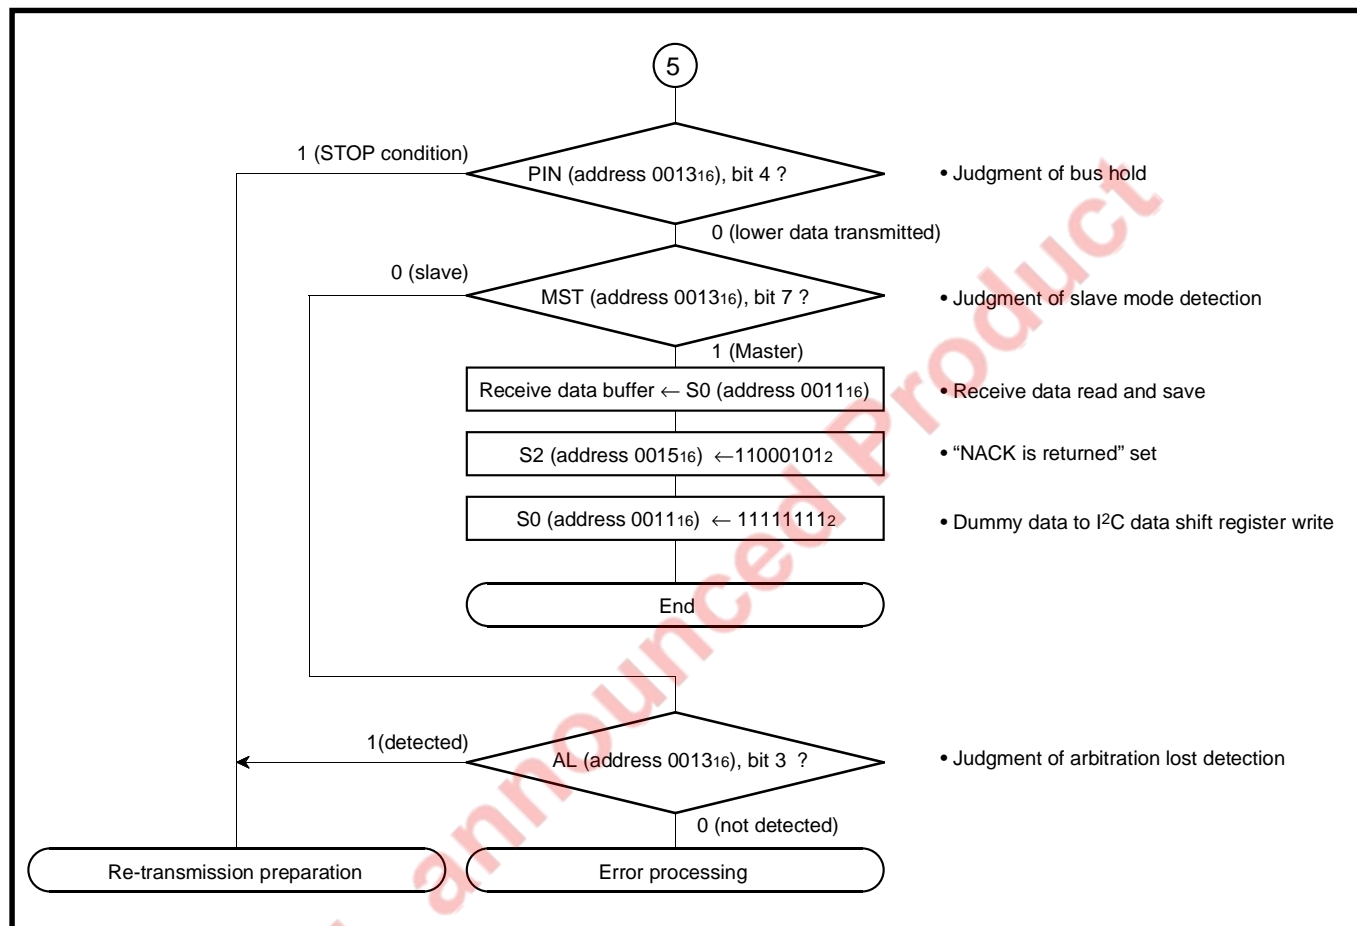 5
1 (STOP condition)
PIN (address 0013₁₆), bit 4 ?
• Judgment of bus hold
0 (lower data transmitted)
0 (slave)
MST (address 0013₁₆), bit 7 ?
• Judgment of slave mode detection
1 (Master)
Receive data buffer ← S0 (address 0011₁₆)
• Receive data read and save
S2 (address 0015₁₆) ←11000101₂
• “NACK is returned” set
S0 (address 0011₁₆) ← 11111111₂
• Dummy data to I²C data shift register write
End
1(detected)
AL (address 0013₁₆), bit 3 ?
• Judgment of arbitration lost detection
0 (not detected)
Re-transmission preparation
Error processing
announced Product